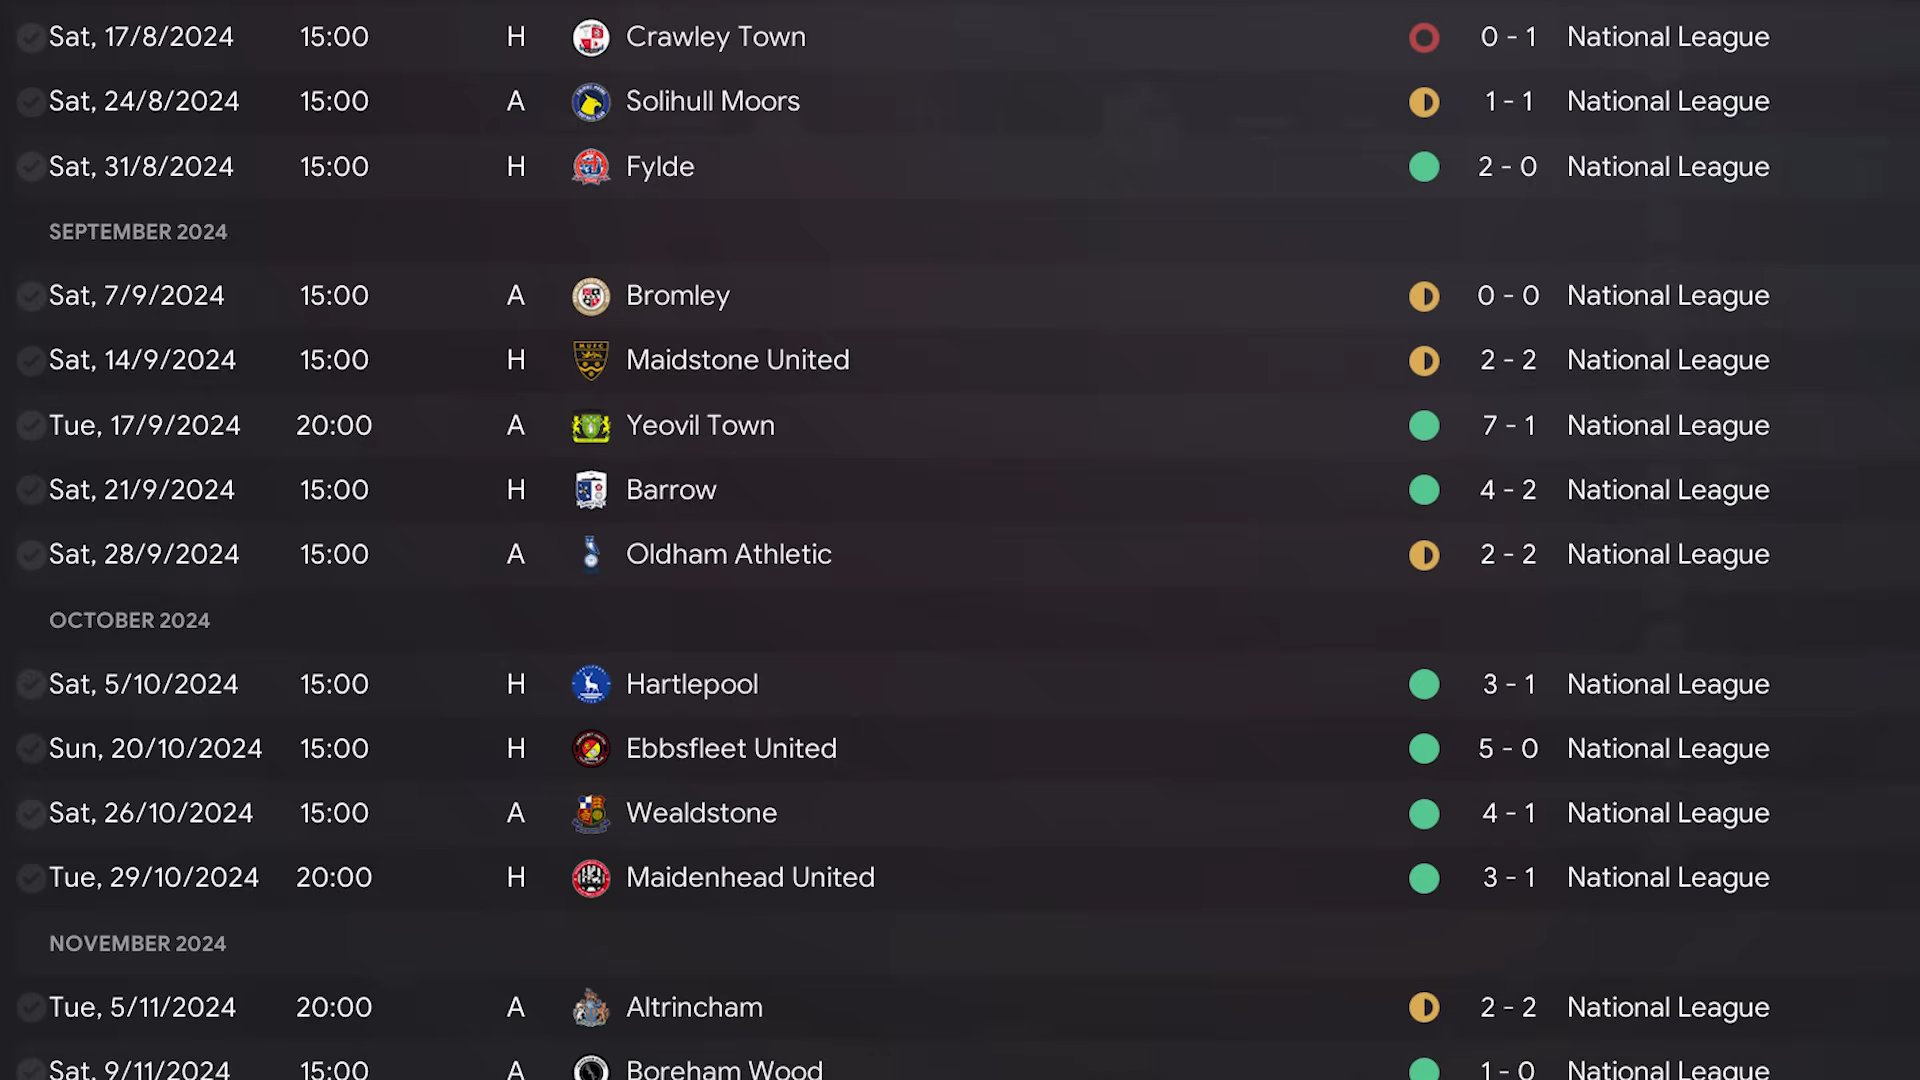 Sat, 17/8/2024 15:00 H Crawley Town 0 - 1 National League
Sat, 24/8/2024 15:00 A Solihull Moors 1 - 1 National League
Sat, 31/8/2024 15:00 H Fylde 2 - 0 National League
SEPTEMBER 2024
Sat, 7/9/2024 15:00 A Bromley 0 - 0 National League
Sat, 14/9/2024 15:00 H Maidstone United 2 - 2 National League
Tue, 17/9/2024 20:00 A Yeovil Town 7 - 1 National League
Sat, 21/9/2024 15:00 H Barrow 4 - 2 National League
Sat, 28/9/2024 15:00 A Oldham Athletic 2 - 2 National League
OCTOBER 2024
Sat, 5/10/2024 15:00 H Hartlepool 3 - 1 National League
Sun, 20/10/2024 15:00 H Ebbsfleet United 5 - 0 National League
Sat, 26/10/2024 15:00 A Wealdstone 4 - 1 National League
Tue, 29/10/2024 20:00 H Maidenhead United 3 - 1 National League
NOVEMBER 2024
Tue, 5/11/2024 20:00 A Altrincham 2 - 2 National League
Sat, 9/11/2024 15:00 A Boreham Wood 1 - 0 National League